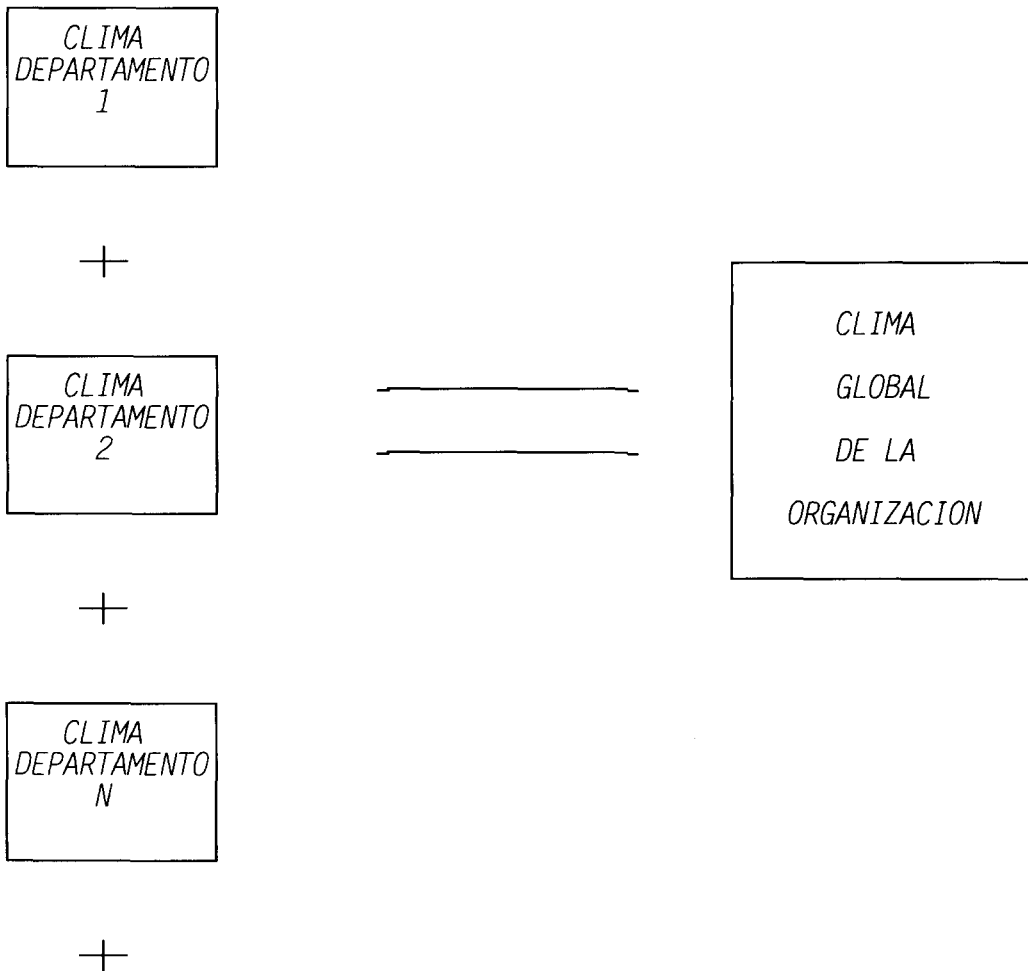 CLIMA
DEPARTAMENTO
1
+
CLIMA
DEPARTAMENTO
2
+
CLIMA
DEPARTAMENTO
N
+
CLIMA
GLOBAL
DE LA
ORGANIZACION